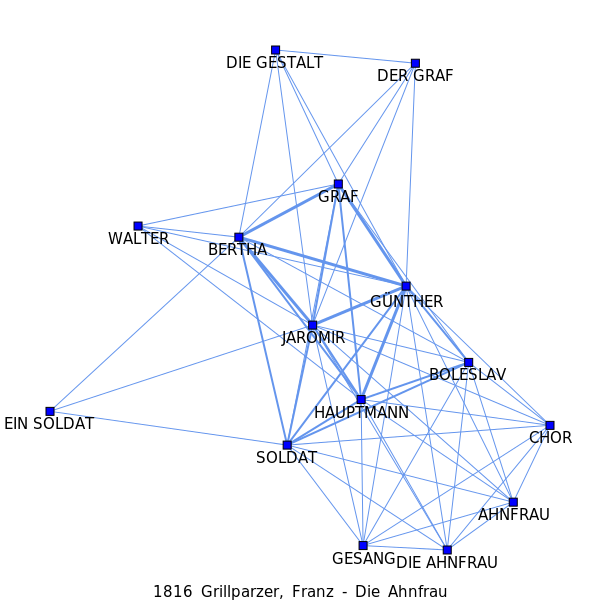 DIE GESTALT
DER GRAF
GRAF
WALTER
BERTHA
GÜNTHER
JAROMIR
BOLESLAV
HAUPTMANN
EIN SOLDAT
CHOR
SOLDAT
AHNFRAU
GESANG
DIE AHNFRAU
1816 Grillparzer, Franz - Die Ahnfrau